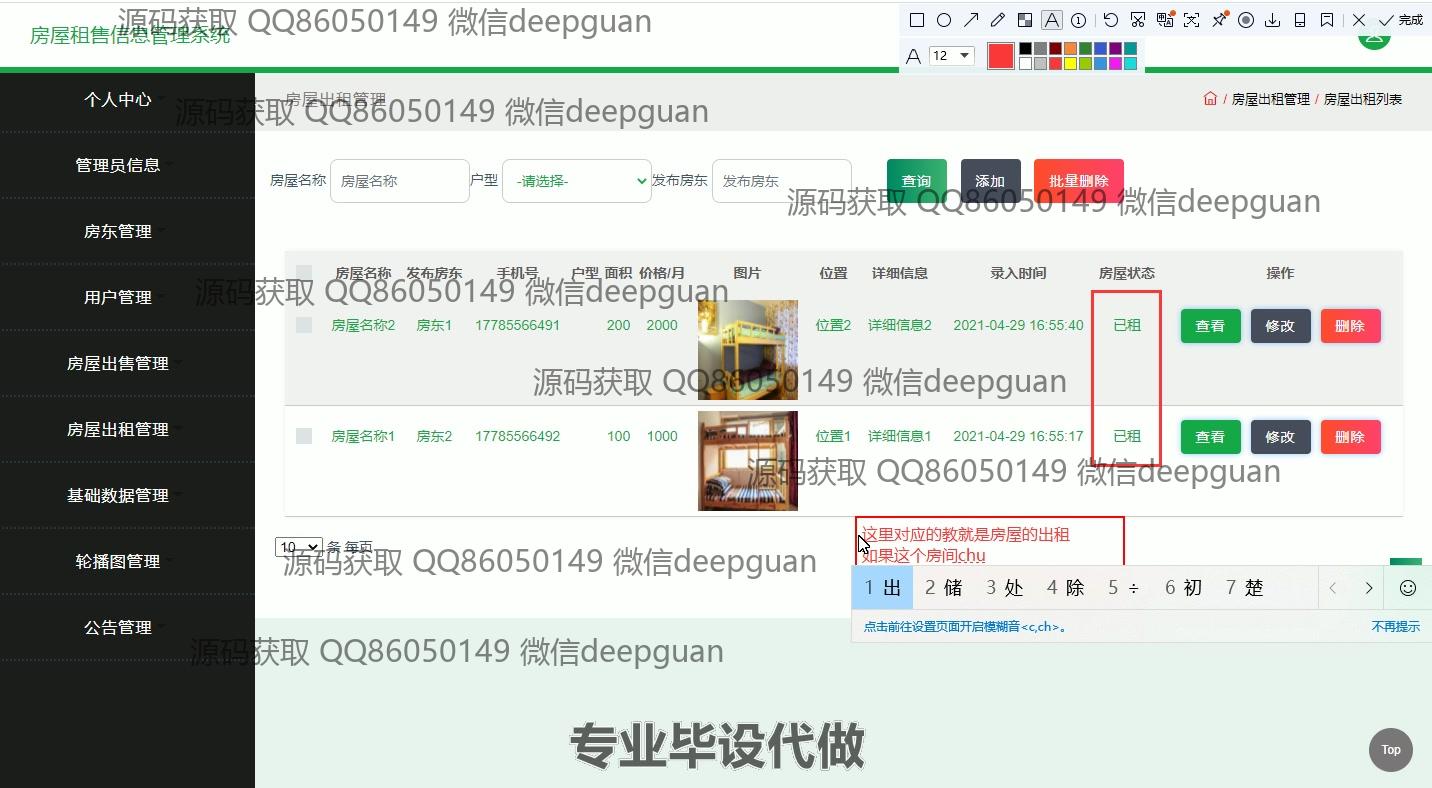 源码获取 QQ86050149 微信deepguan
房屋租售信息管理系统
12
完成
个人中心
管理员信息
房东管理
用户管理
房屋出售管理
房屋出租管理
基础数据管理
轮播图管理
公告管理
房屋出租管理
/ 房屋出租管理 / 房屋出租列表
源码获取 QQ86050149 微信deepguan
房屋名称 房屋名称 户型 -请选择- 发布房东 发布房东 查询 添加 批量删除
源码获取 QQ86050149 微信deepguan
房屋名称 发布房东 手机号 户型 面积 价格/月 图片 位置 详细信息 录入时间 房屋状态 操作
源码获取 QQ86050149 微信deepguan
房屋名称2 房东1 17785566491 200 2000 位置2 详细信息2 2021-04-29 16:55:40 已租 查看 修改 删除
源码获取 QQ86050149 微信deepguan
房屋名称1 房东2 17785566492 100 1000 位置1 详细信息1 2021-04-29 16:55:17 已租 查看 修改 删除
源码获取 QQ86050149 微信deepguan
这里对应的教就是房屋的出租
如果这个房间chu
10 条 每页
源码获取 QQ86050149 微信deepguan
1 出 2 储 3 处 4 除 5 ÷ 6 初 7 楚
点击前往设置页面开启模糊音<c,ch>。 不再提示
源码获取 QQ86050149 微信deepguan
专业毕设代做
Top